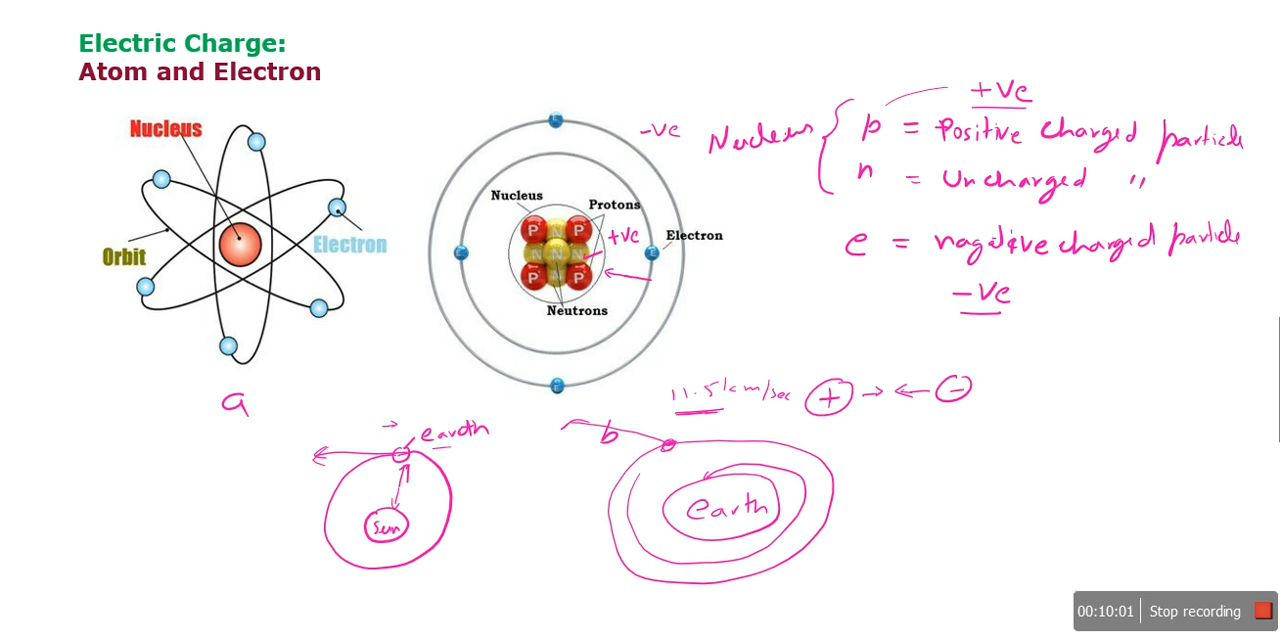 Electric Charge:
Atom and Electron
Nucleus
Orbit
Electron
a
Nucleus
Protons
+ve
Electron
Neutrons
-ve
+ve
Nucleus { p = Positive charged particle
n = Uncharged "
e = nagative charged particle
-ve
11.5 km/sec + → ← -
b
earth
sun
earth
P P
N N N
P P
E
E
E
E
00:10:01 Stop recording